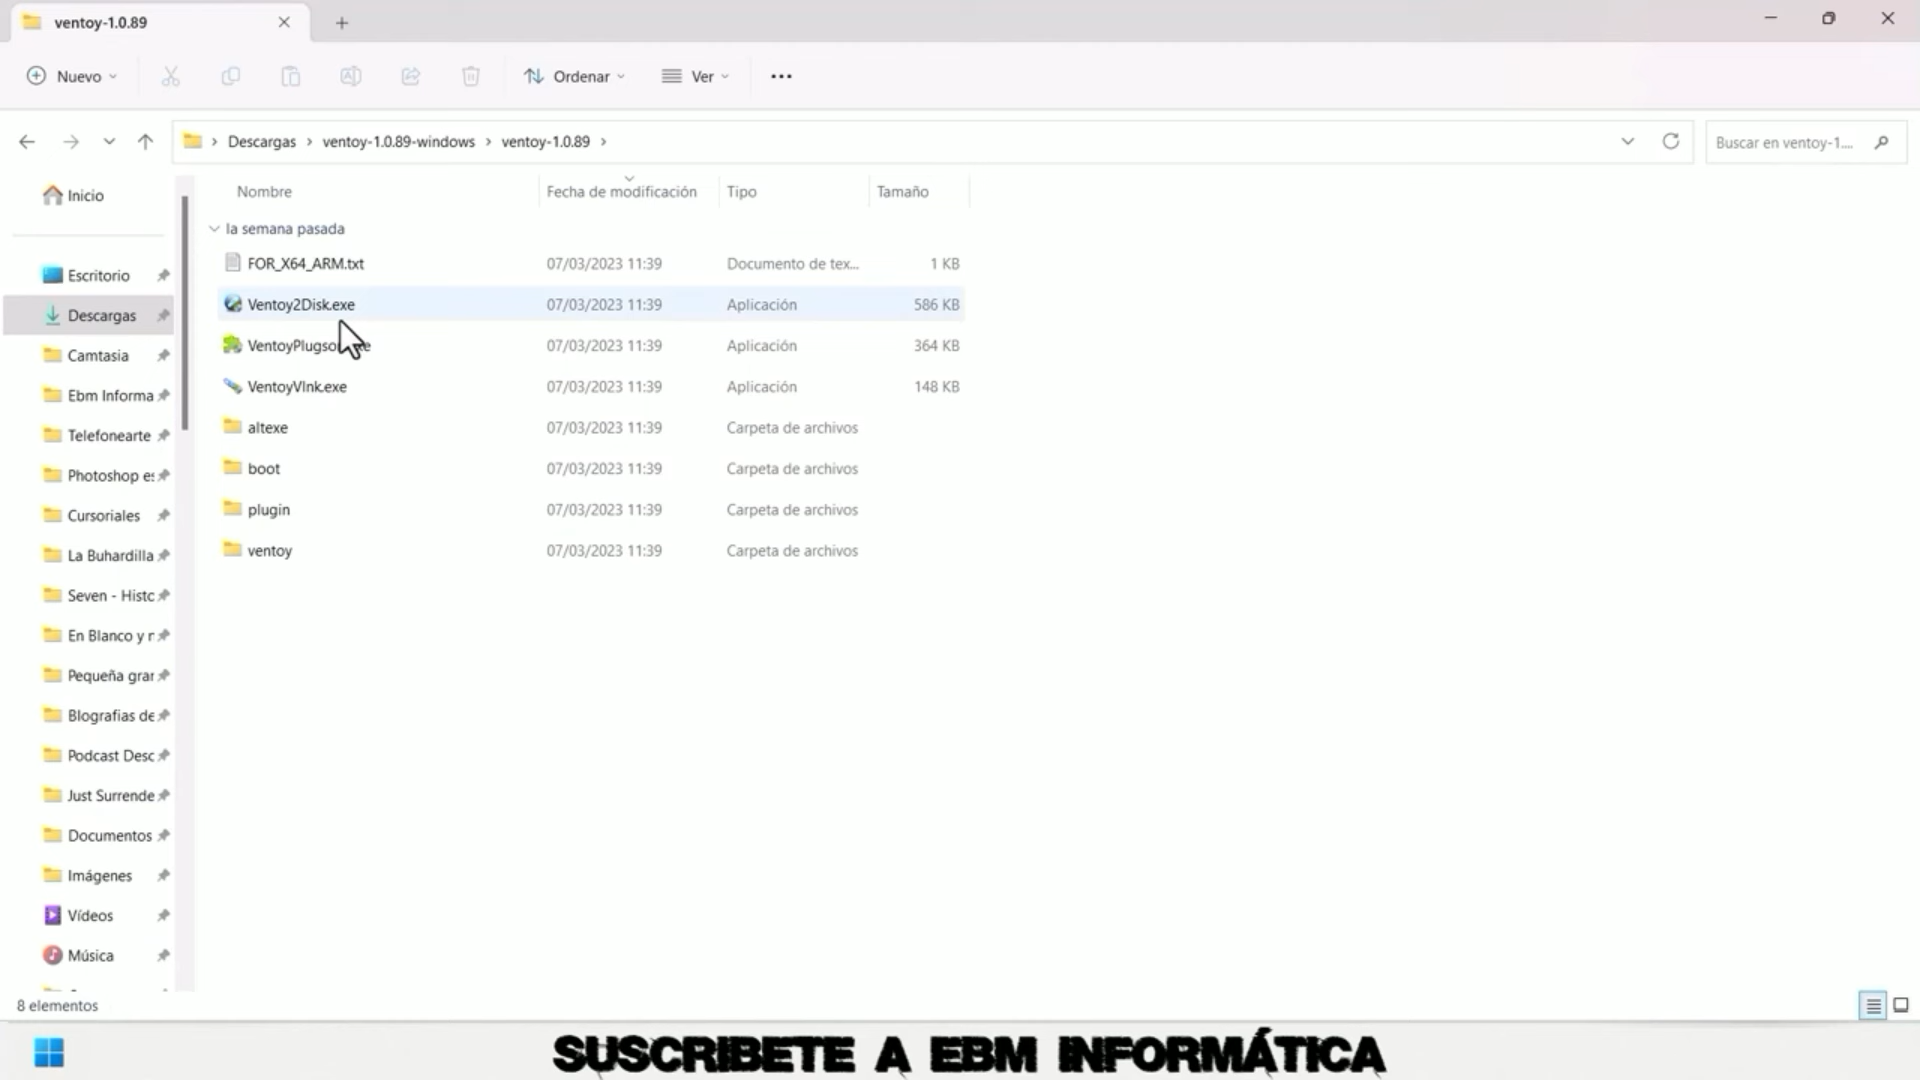 ventoy-1.0.89
Nuevo
Ordenar
Ver
Descargas > ventoy-1.0.89-windows > ventoy-1.0.89 >
Buscar en ventoy-1....
Inicio
Escritorio
Descargas
Camtasia
Ebm Informa
Telefonearte
Photoshop es
Cursoriales
La Buhardilla
Seven - Histo
En Blanco y n
Pequeña gran
BIografias de
Podcast Desc
Just Surrende
Documentos
Imágenes
Vídeos
Música
Nombre Fecha de modificación Tipo Tamaño
la semana pasada
FOR_X64_ARM.txt 07/03/2023 11:39 Documento de tex... 1 KB
Ventoy2Disk.exe 07/03/2023 11:39 Aplicación 586 KB
VentoyPlugso 07/03/2023 11:39 Aplicación 364 KB
VentoyVlnk.exe 07/03/2023 11:39 Aplicación 148 KB
altexe 07/03/2023 11:39 Carpeta de archivos
boot 07/03/2023 11:39 Carpeta de archivos
plugin 07/03/2023 11:39 Carpeta de archivos
ventoy 07/03/2023 11:39 Carpeta de archivos
8 elementos
SUSCRIBETE A EBM INFORMÁTICA